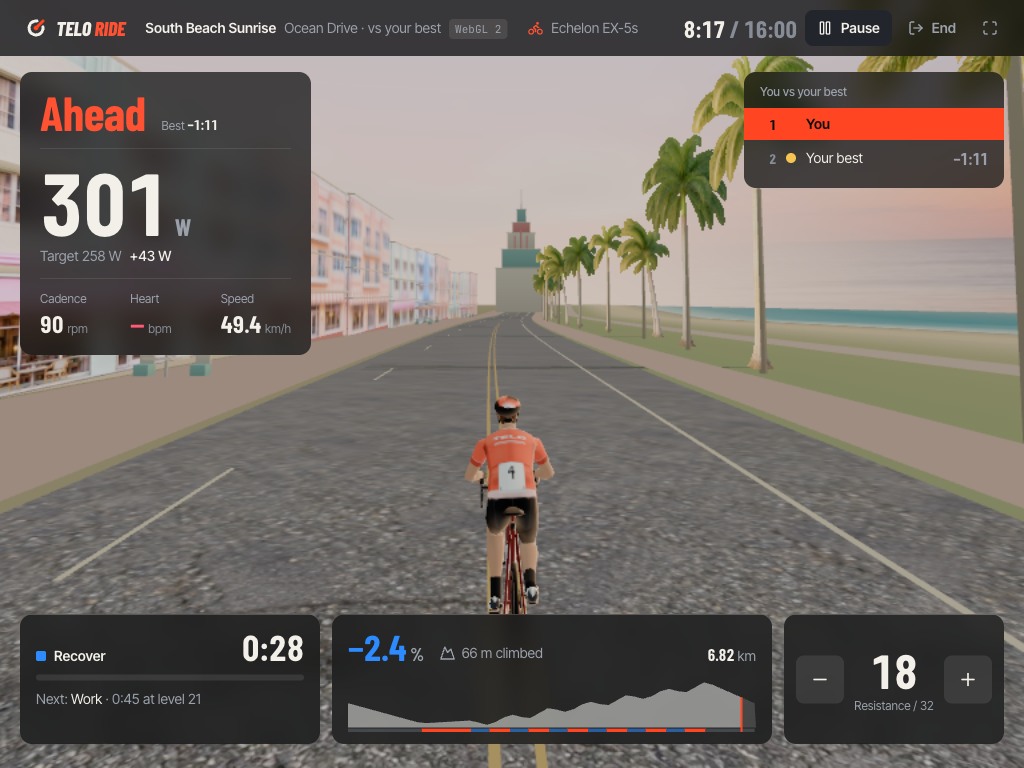 TELO RIDE
South Beach Sunrise Ocean Drive · vs your best WebGL 2 Echelon EX-5s 8:17 / 16:00 Pause End
Ahead Best −1:11
301 W
Target 258 W +43 W
Cadence Heart Speed
90 rpm — bpm 49.4 km/h
You vs your best
1 You
2 Your best −1:11
TELO
4
Recover 0:28
Next: Work · 0:45 at level 21
−2.4 % 66 m climbed 6.82 km
− 18 +
Resistance / 32